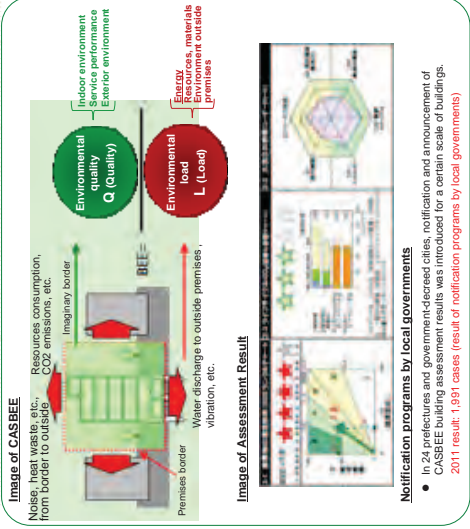 Image of CASBEE
Noise, heat waste, etc.,
from border to outside
Resources consumption,
CO2 emissions, etc.
Imaginary border
Premises border
Water discharge to outside premises ,
vibration, etc.
BEE=
Environmental
quality
Q (Quality)
Indoor environment
Service performance
Exterior environment
Environmental
load
L (Load)
Energy
Resources, materials
Environment outside
premises
Image of Assessment Result
Notification programs by local governments
● In 24 prefectures and government-decreed cities, notification and announcement of
CASBEE building assessment results was introduced for a certain scale of buildings.
2011 result: 1,991 cases (result of notification programs by local governments)